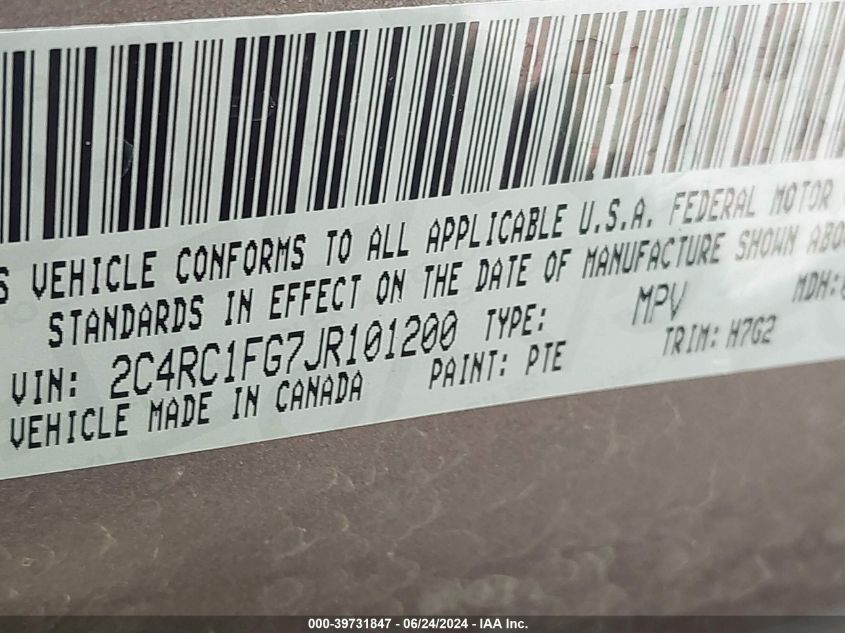 VEHICLE CONFORMS TO ALL APPLICABLE U.S.A. FEDERAL MOTOR
STANDARDS IN EFFECT ON THE DATE OF MANUFACTURE SHOWN
VIN: 2C4RC1FG7JR101200 TYPE: MPV MDH:
VEHICLE MADE IN CANADA PAINT: PTE TRIM: H7G2
000-39731847 - 06/24/2024 - IAA Inc.